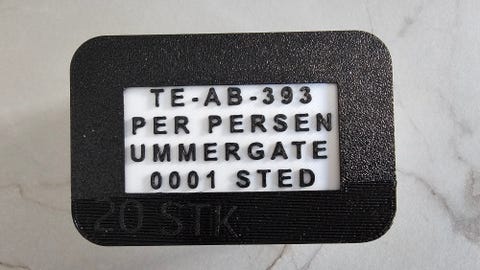 TE-AB-393
PER PERSEN
UMMERGATE
0001 STED
20 STK